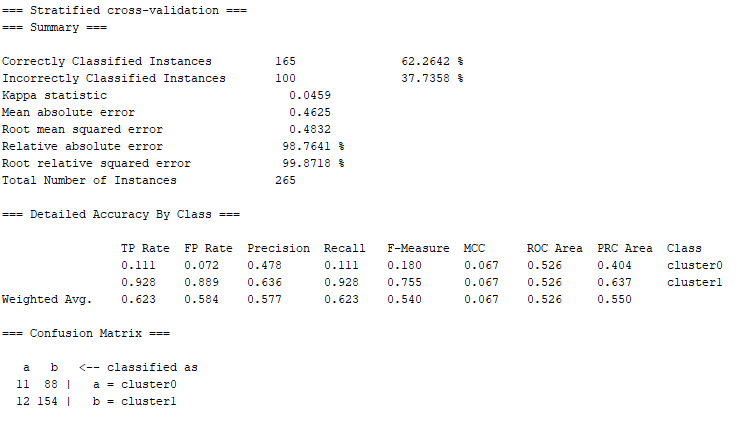 === Stratified cross-validation ===
=== Summary ===
Correctly Classified Instances 165 62.2642 %
Incorrectly Classified Instances 100 37.7358 %
Kappa statistic 0.0459
Mean absolute error 0.4625
Root mean squared error 0.4832
Relative absolute error 98.7641 %
Root relative squared error 99.8718 %
Total Number of Instances 265
=== Detailed Accuracy By Class ===
TP Rate FP Rate Precision Recall F-Measure MCC ROC Area PRC Area Class
0.111 0.072 0.478 0.111 0.180 0.067 0.526 0.404 cluster0
0.928 0.889 0.636 0.928 0.755 0.067 0.526 0.637 cluster1
Weighted Avg. 0.623 0.584 0.577 0.623 0.540 0.067 0.526 0.550
=== Confusion Matrix ===
a b <-- classified as
11 88 | a = cluster0
12 154 | b = cluster1